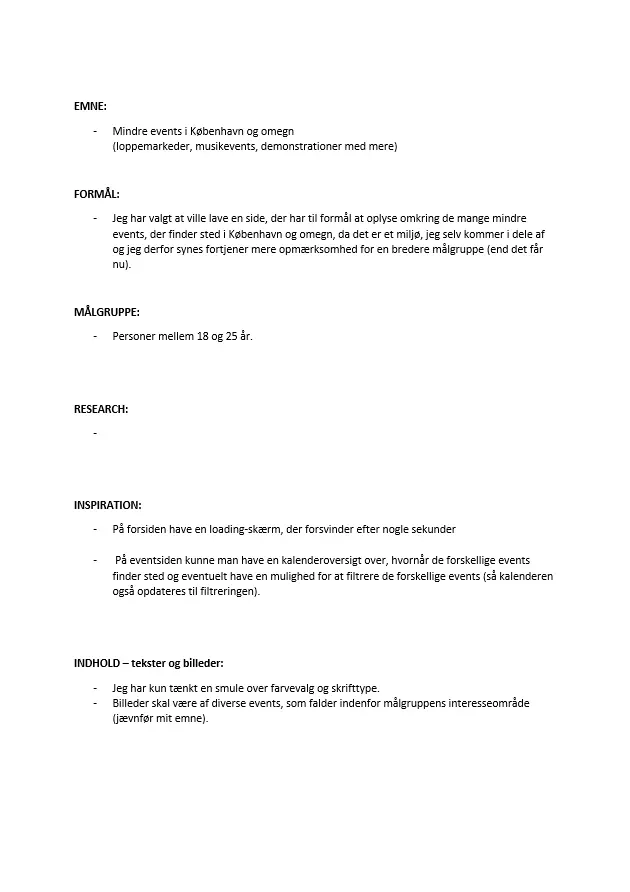 EMNE:
- Mindre events i København og omegn
(loppemarkeder, musikevents, demonstrationer med mere)
FORMÅL:
- Jeg har valgt at ville lave en side, der har til formål at oplyse omkring de mange mindre
events, der finder sted i København og omegn, da det er et miljø, jeg selv kommer i dele af
og jeg derfor synes fortjener mere opmærksomhed for en bredere målgruppe (end det får
nu).
MÅLGRUPPE:
- Personer mellem 18 og 25 år.
RESEARCH:
-
INSPIRATION:
- På forsiden have en loading-skærm, der forsvinder efter nogle sekunder
- På eventsiden kunne man have en kalenderoversigt over, hvornår de forskellige events
finder sted og eventuelt have en mulighed for at filtrere de forskellige events (så kalenderen
også opdateres til filtreringen).
INDHOLD – tekster og billeder:
- Jeg har kun tænkt en smule over farvevalg og skrifttype.
- Billeder skal være af diverse events, som falder indenfor målgruppens interesseområde
(jævnfør mit emne).